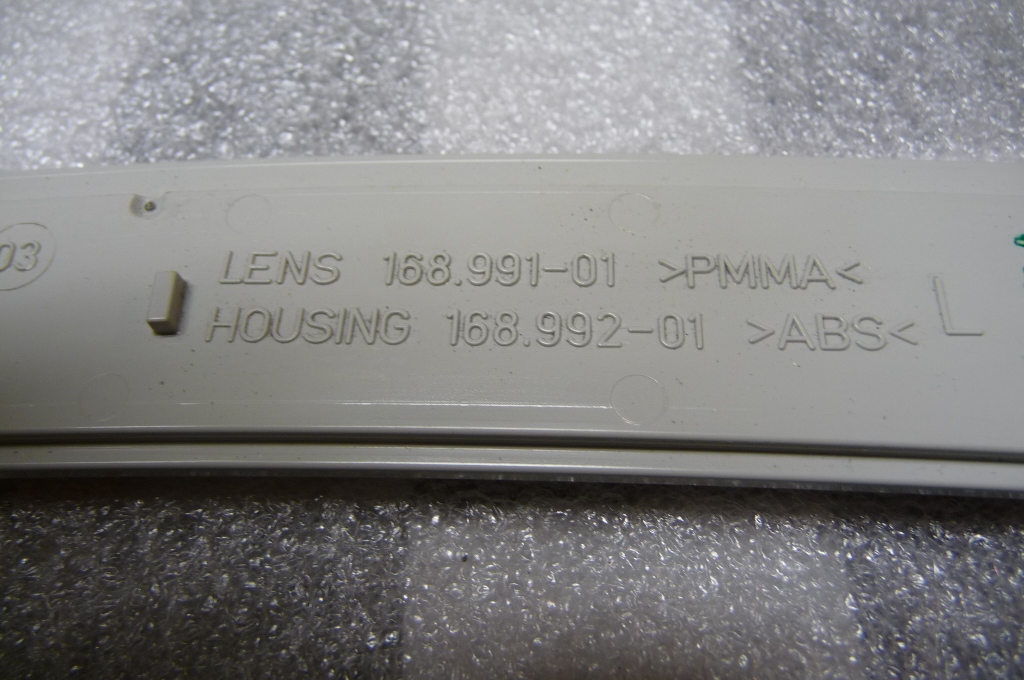 03
LENS 168.991-01 >PMMA<
HOUSING 168.992-01 >ABS<
L